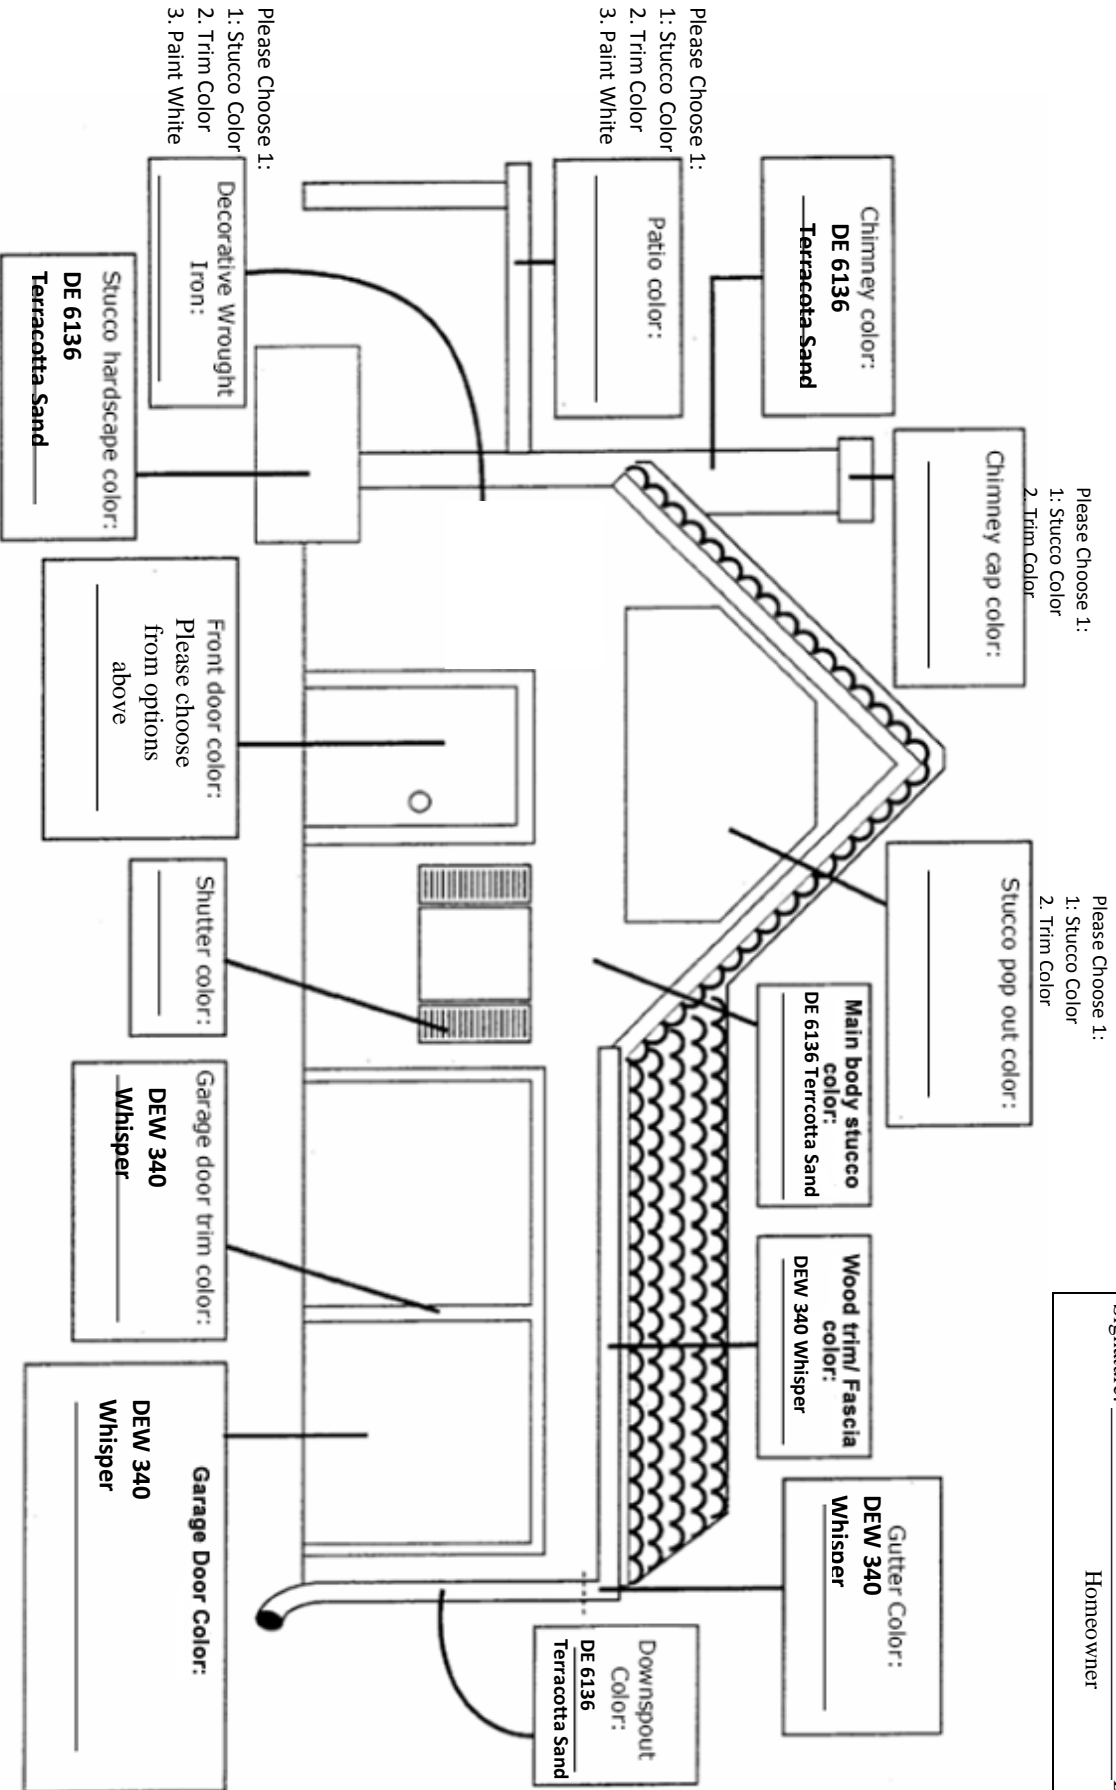 Homeowner
Please Choose 1:
1: Stucco Color
2. Trim Color
Please Choose 1:
1: Stucco Color
2. Trim Color
Chimney cap color:
Stucco pop out color:
Chimney color:
DE 6136
Terracota Sand
Main body stucco
color:
DE 6136 Terrcotta Sand
Wood trim/ Fascia
color:
DEW 340 Whisper
Gutter Color:
DEW 340
Whisper
Please Choose 1:
1: Stucco Color
2. Trim Color
3. Paint White
Patio color:
Downspout
Color:
DE 6136
Terracotta Sand
Please Choose 1:
1: Stucco Color
2. Trim Color
3. Paint White
Decorative Wrought
Iron:
Stucco hardscape color:
DE 6136
Terracotta Sand
Front door color:
Please choose
from options
above
Shutter color:
Garage door trim color:
DEW 340
Whisper
Garage Door Color:
DEW 340
Whisper